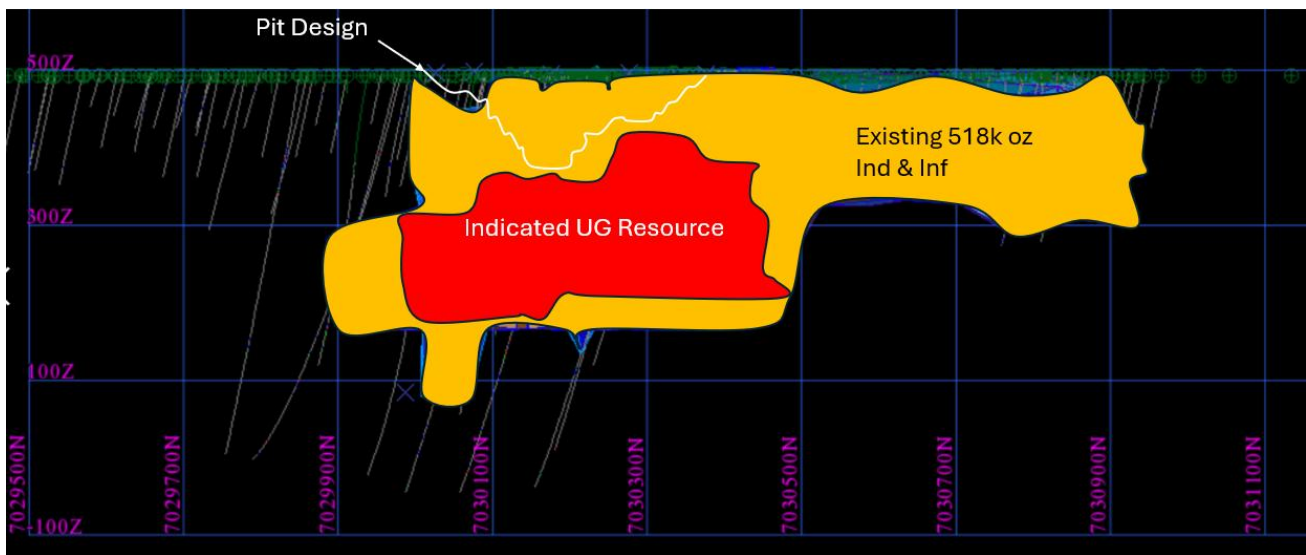 Pit Design
500Z
Existing 518k oz
Ind & Inf
300Z
Indicated UG Resource
100Z
-100Z
7029500N
7029700N
7029900N
7030100N
7030300N
7030500N
7030700N
7030900N
7031100N